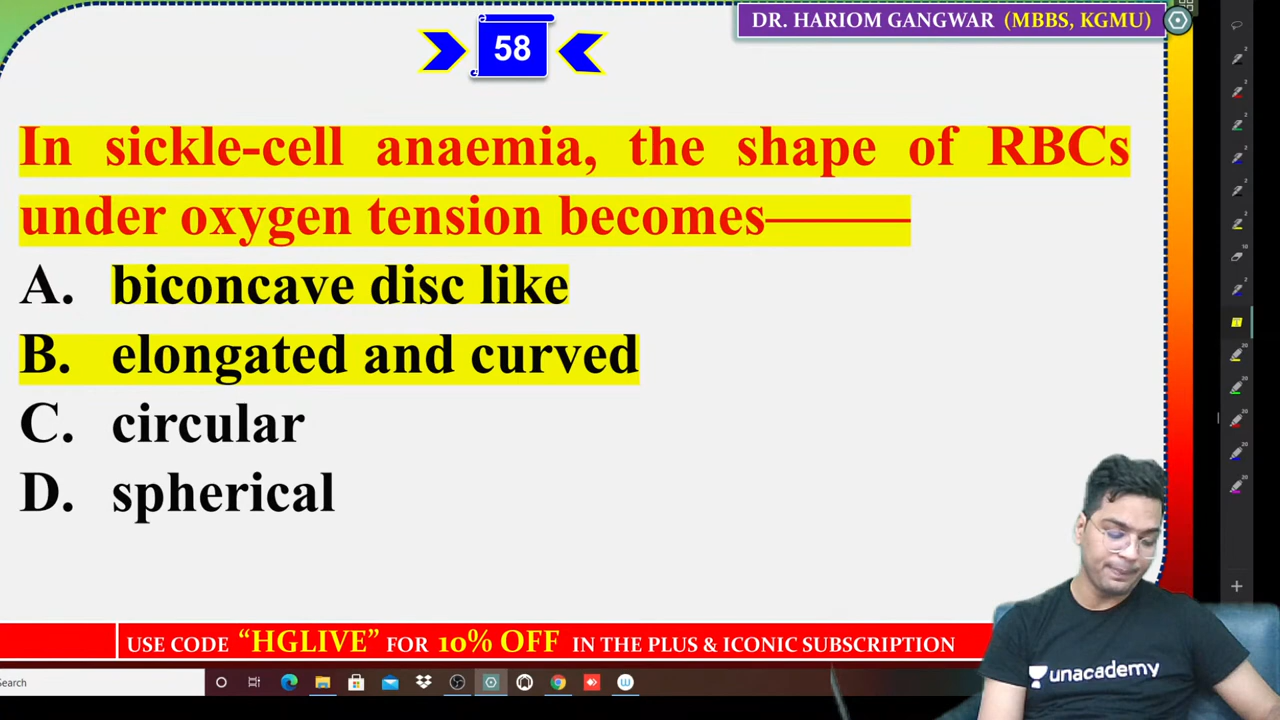 DR. HARIOM GANGWAR (MBBS, KGMU)
58
In sickle-cell anaemia, the shape of RBCs
under oxygen tension becomes———
A. biconcave disc like
B. elongated and curved
C. circular
D. spherical
unacademy
USE CODE “HGLIVE” FOR 10% OFF IN THE PLUS & ICONIC SUBSCRIPTION
Search